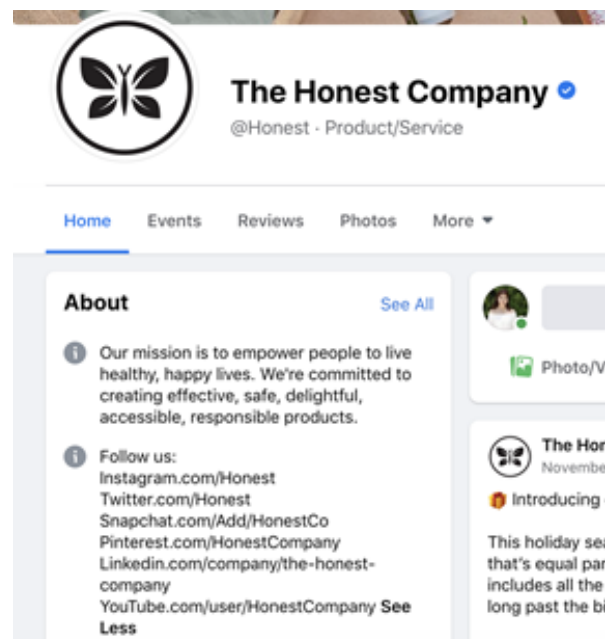 The Honest Company
@Honest · Product/Service
Home Events Reviews Photos More
About See All
Our mission is to empower people to live
healthy, happy lives. We're committed to
creating effective, safe, delightful,
accessible, responsible products.
Follow us:
Instagram.com/Honest
Twitter.com/Honest
Snapchat.com/Add/HonestCo
Pinterest.com/HonestCompany
Linkedin.com/company/the-honest-
company
YouTube.com/user/HonestCompany See
Less
Photo/V
The Hon
Novembe
Introducing
This holiday sea
that's equal par
includes all the
long past the bi